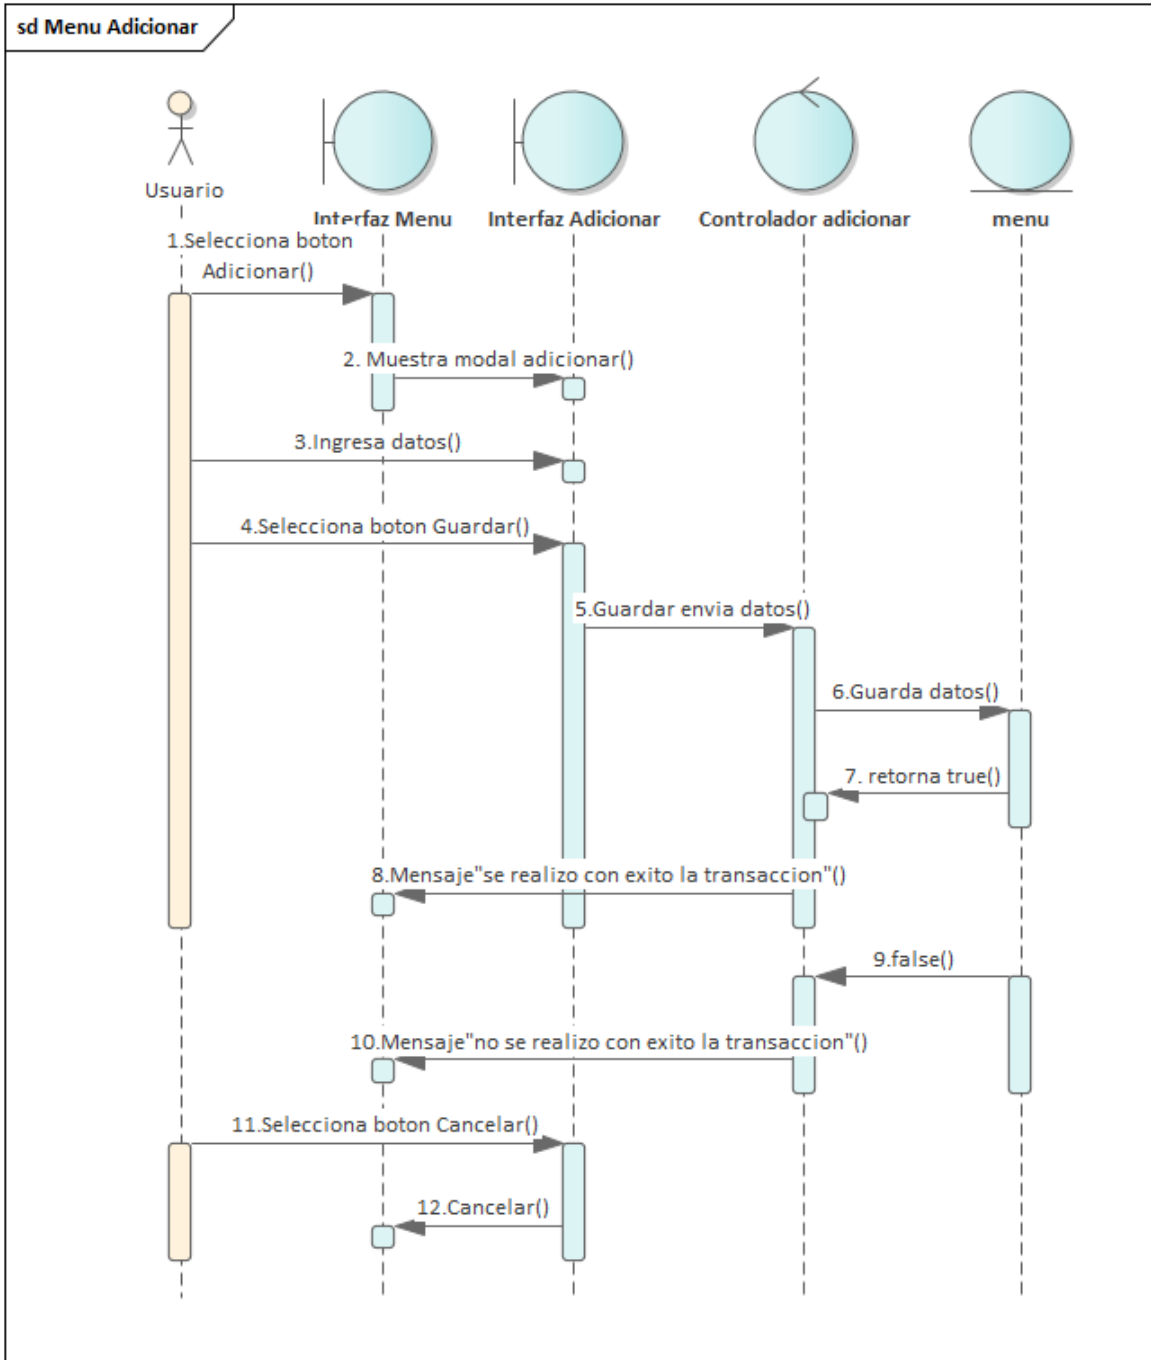 sd Menu Adicionar
Usuario
Interfaz Menu
Interfaz Adicionar
Controlador adicionar
menu
1.Selecciona boton
Adicionar()
2. Muestra modal adicionar()
3.Ingresa datos()
4.Selecciona boton Guardar()
5.Guardar envia datos()
6.Guarda datos()
7. retorna true()
8.Mensaje"se realizo con exito la transaccion"()
9.false()
10.Mensaje"no se realizo con exito la transaccion"()
11.Selecciona boton Cancelar()
12.Cancelar()